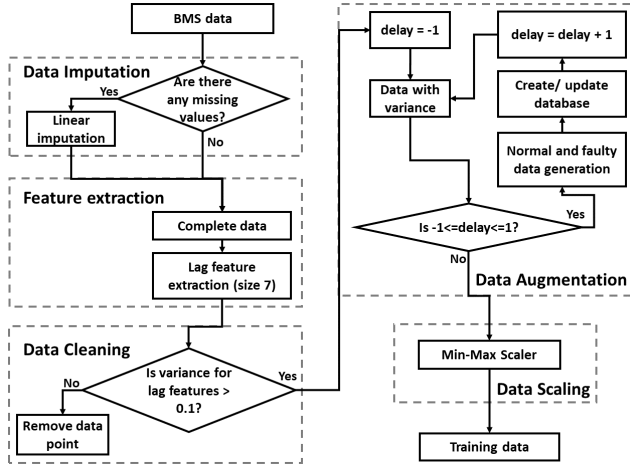 BMS data
Data Imputation
Are there
any missing
values?
Yes
Linear
imputation
No
Feature extraction
Complete data
Lag feature
extraction (size 7)
Data Cleaning
Is variance for
lag features >
0.1?
No
Yes
Remove data
point
delay = -1
delay = delay + 1
Data with
variance
Create/ update
database
Normal and faulty
data generation
Is -1<=delay<=1?
Yes
No
Data Augmentation
Min-Max Scaler
Data Scaling
Training data